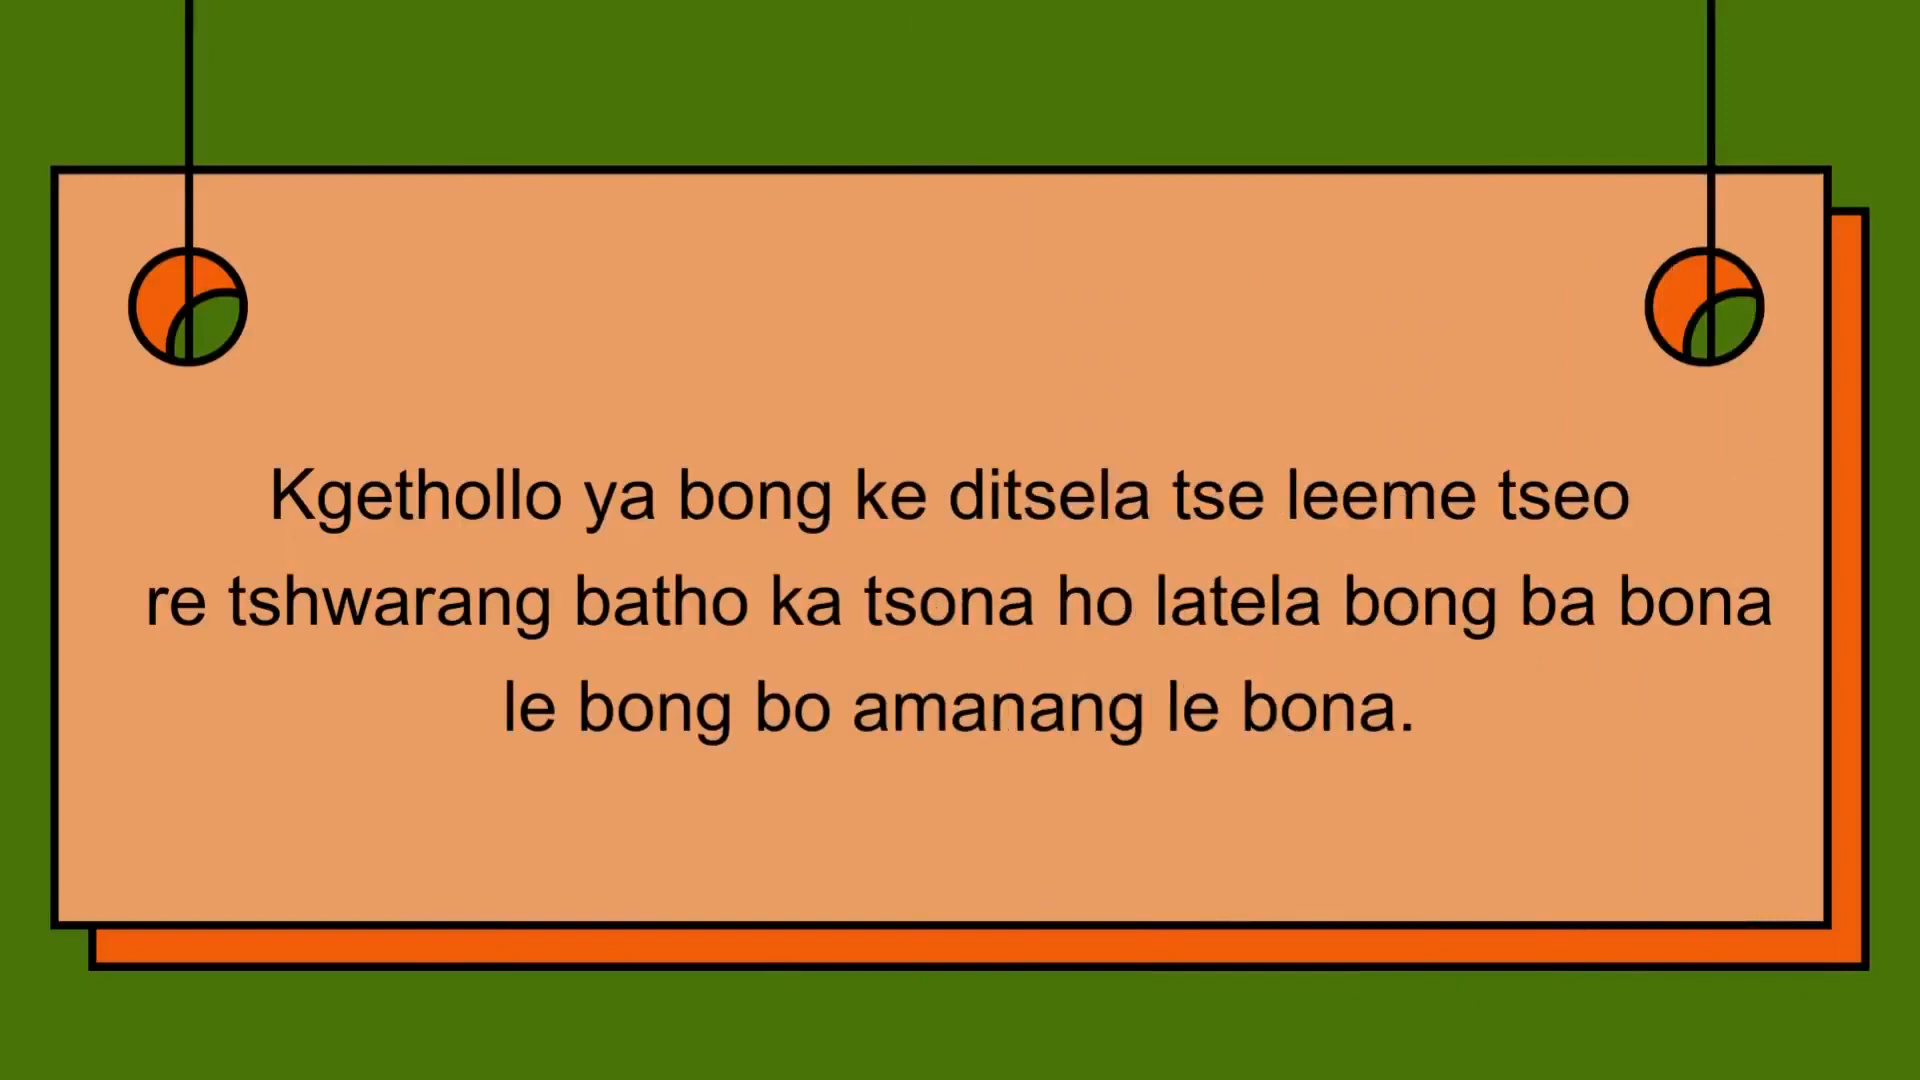 Kgethollo ya bong ke ditsela tse leeme tseo
re tshwarang batho ka tsona ho latela bong ba bona
le bong bo amanang le bona.